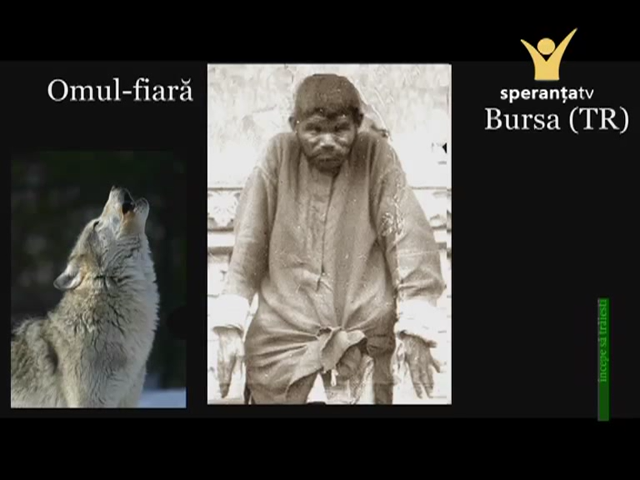 Omul-fiară
speranțatv
Bursa (TR)
începe să trăiești